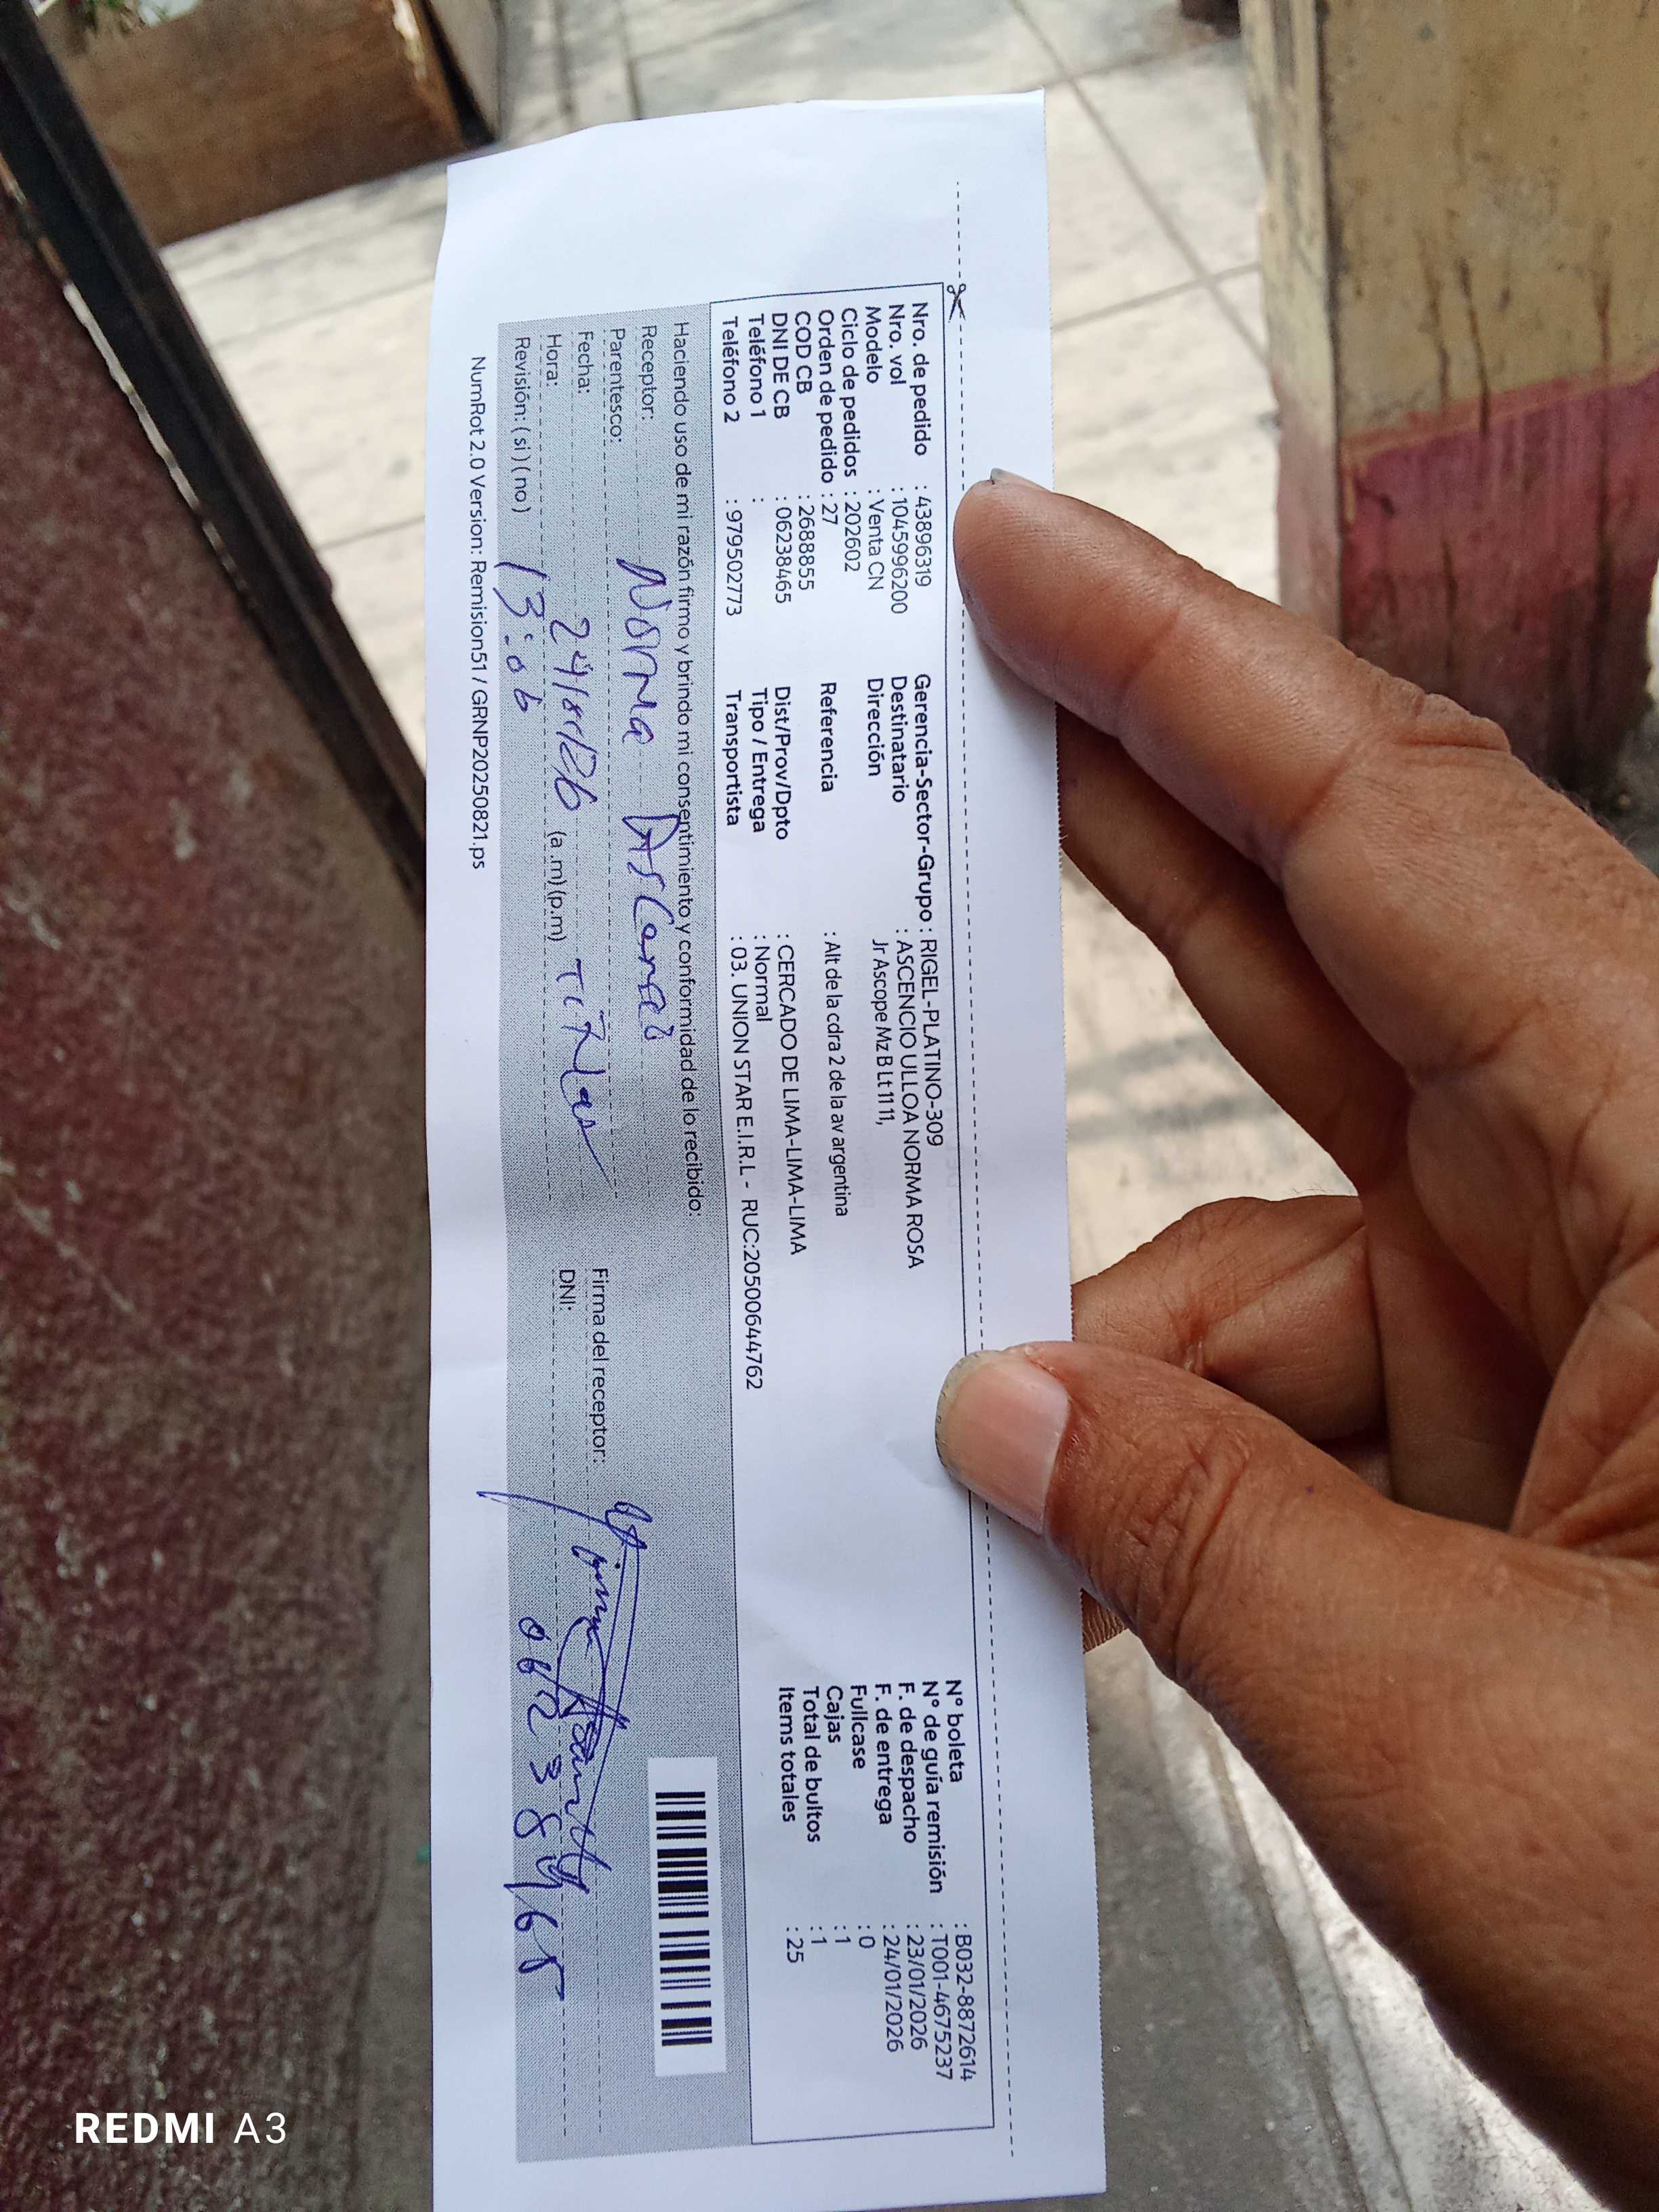 Nro. de pedido : 43896319
Nro. vol : 1045996200
Modelo : Venta CN
Ciclo de pedidos : 202602
Orden de pedido : 27
COD CB : 2688855
DNI DE CB : 06238465
Teléfono 1 :
Teléfono 2 : 979502773
Gerencia-Sector-Grupo : RIGEL-PLATINO-309
Destinatario : ASCENCIO ULLOA NORMA ROSA
Dirección Jr Ascope Mz B Lt 11 11,
Referencia : Alt de la cdra 2 de la av argentina
Dist/Prov/Dpto : CERCADO DE LIMA-LIMA-LIMA
Tipo / Entrega : Normal
Transportista : 03. UNION STAR E.I.R.L - RUC:20500644762
N° boleta : B032-8872614
N° de guía remisión : T001-4675237
F. de despacho : 23/01/2026
F. de entrega : 24/01/2026
Fullcase : 0
Cajas : 1
Total de bultos : 1
Items totales : 25
Haciendo uso de mi razón firmo y brindo mi consentimiento y conformidad de lo recibido:
Receptor: Norma
Parentesco:
Fecha:
Hora: (a .m) (p.m)
Revisión: ( si ) ( no ) 13:06
Firma del receptor:
DNI: 06238465
NumRot 2.0 Version: Remision51 / GRNP20250821.ps
REDMI A3